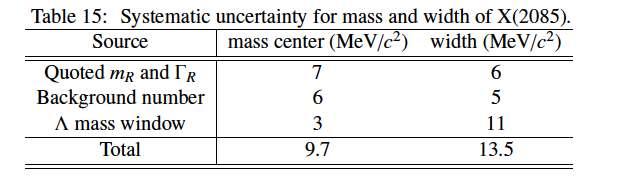 Table 15: Systematic uncertainty for mass and width of X(2085).
Source mass center (MeV/c²) width (MeV/c²)
Quoted m_R and Γ_R 7 6
Background number 6 5
Λ mass window 3 11
Total 9.7 13.5